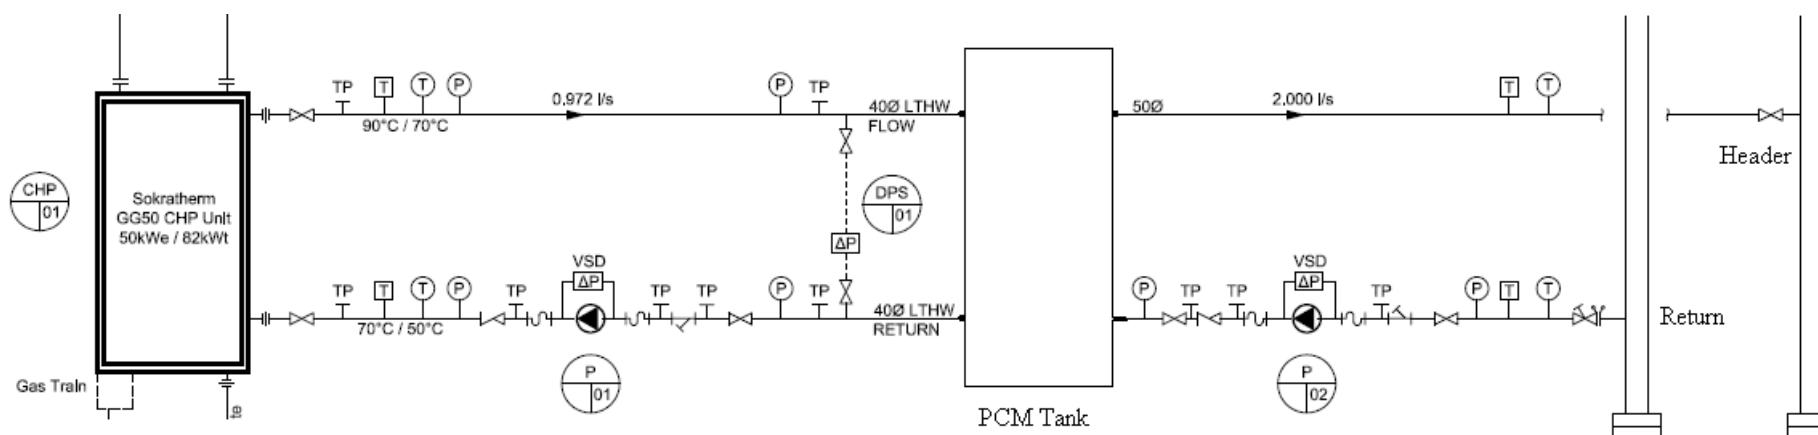 TP T T P
0.972 l/s
P TP
40Ø LTHW
FLOW
90°C / 70°C
50Ø
2.000 l/s
T T
Header
CHP
01
Sokratherm
GG50 CHP Unit
50kWe / 82kWt
DPS
01
ΔP
VSD
ΔP
TP T T P TP TP TP P TP
70°C / 50°C
40Ø LTHW
RETURN
VSD
ΔP
P TP TP TP P T T
Return
P
01
P
02
Gas Train
PCM Tank